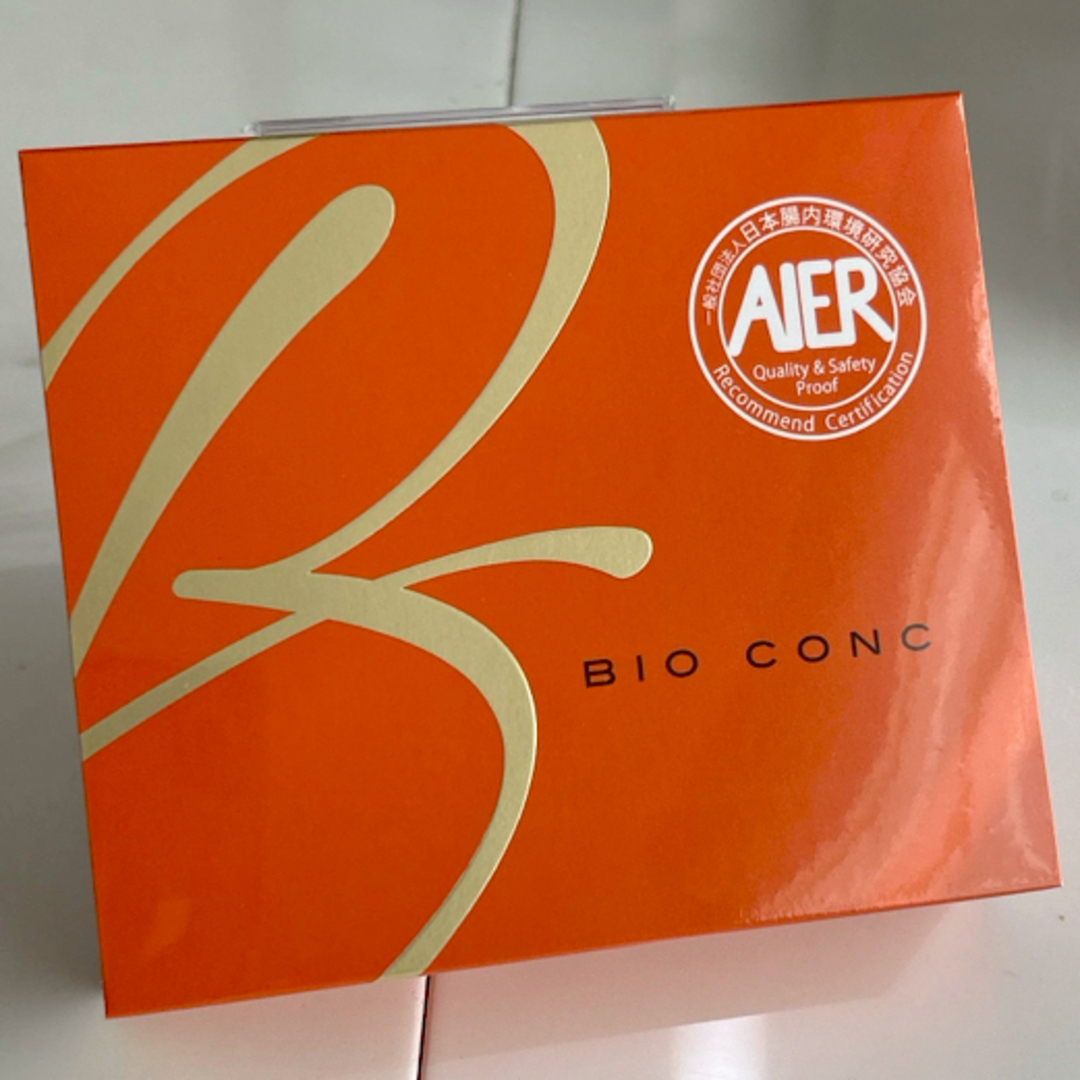 一般社団法人日本腸内環境研究協会
AIER
Quality & Safety
Proof
Recommend Certification
BIO CONC